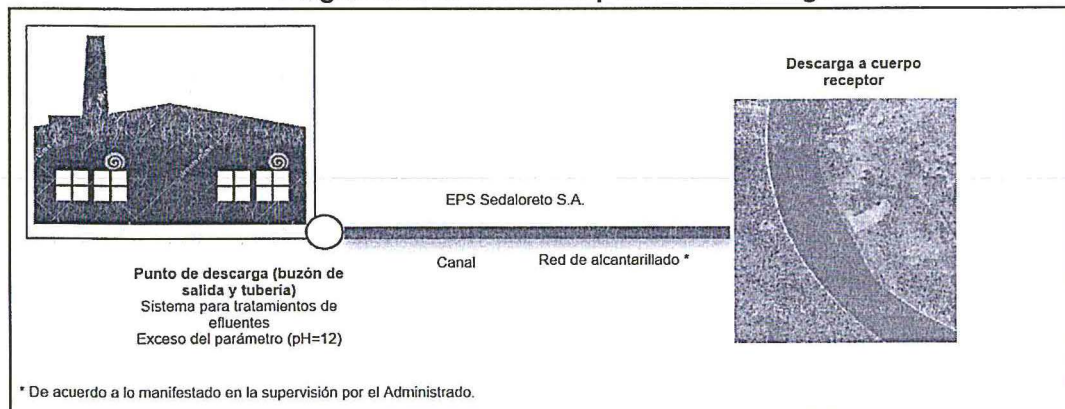 Descarga a cuerpo
receptor
EPS Sedaloreto S.A.
Canal
Red de alcantarillado *
Punto de descarga (buzón de
salida y tubería)
Sistema para tratamientos de
efluentes
Exceso del parámetro (pH=12)
* De acuerdo a lo manifestado en la supervisión por el Administrado.